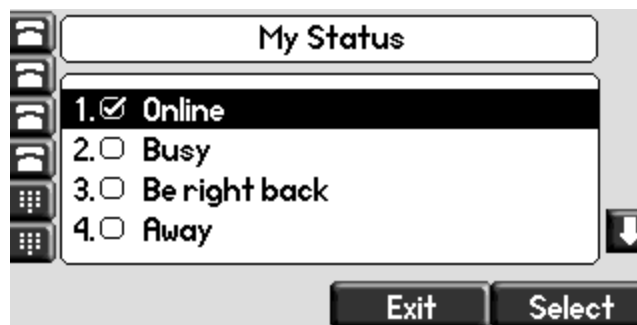 My Status
1. Online
2. Busy
3. Be right back
4. Away
Exit Select